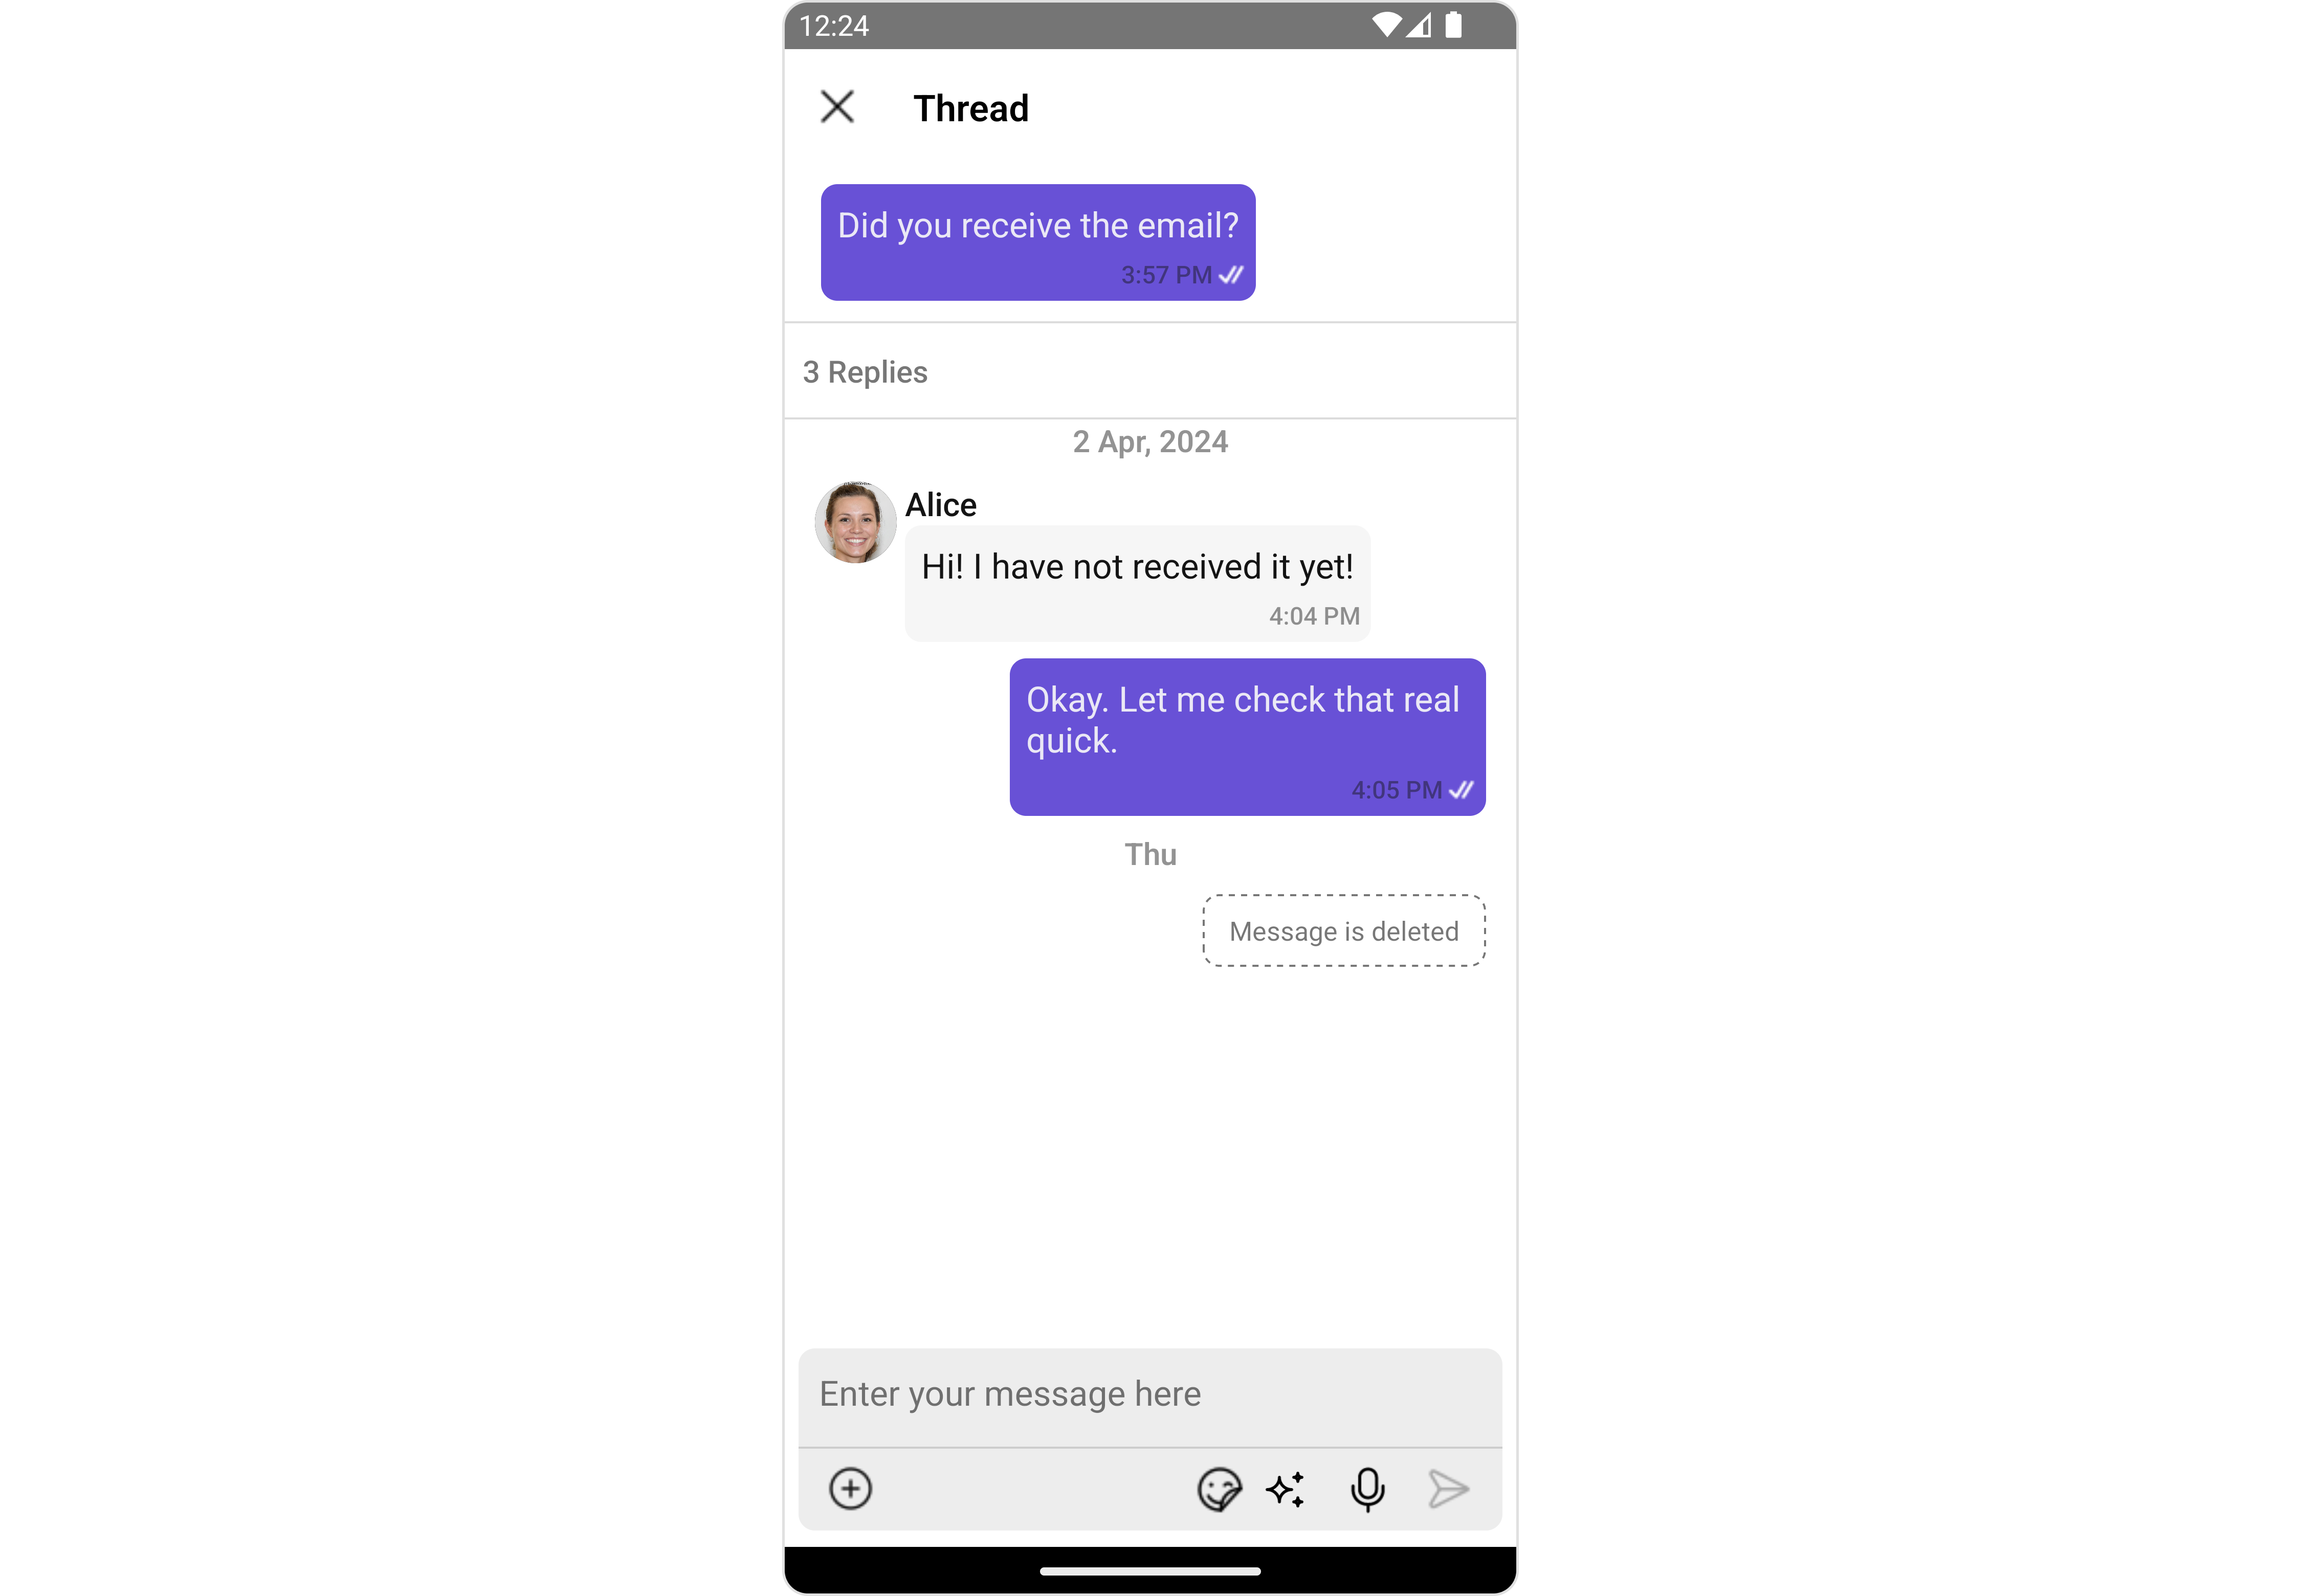 12:24
Thread
Did you receive the email?
3:57 PM
3 Replies
2 Apr, 2024
Alice
Hi! I have not received it yet!
4:04 PM
Okay. Let me check that real
quick.
4:05 PM
Thu
Message is deleted
Enter your message here